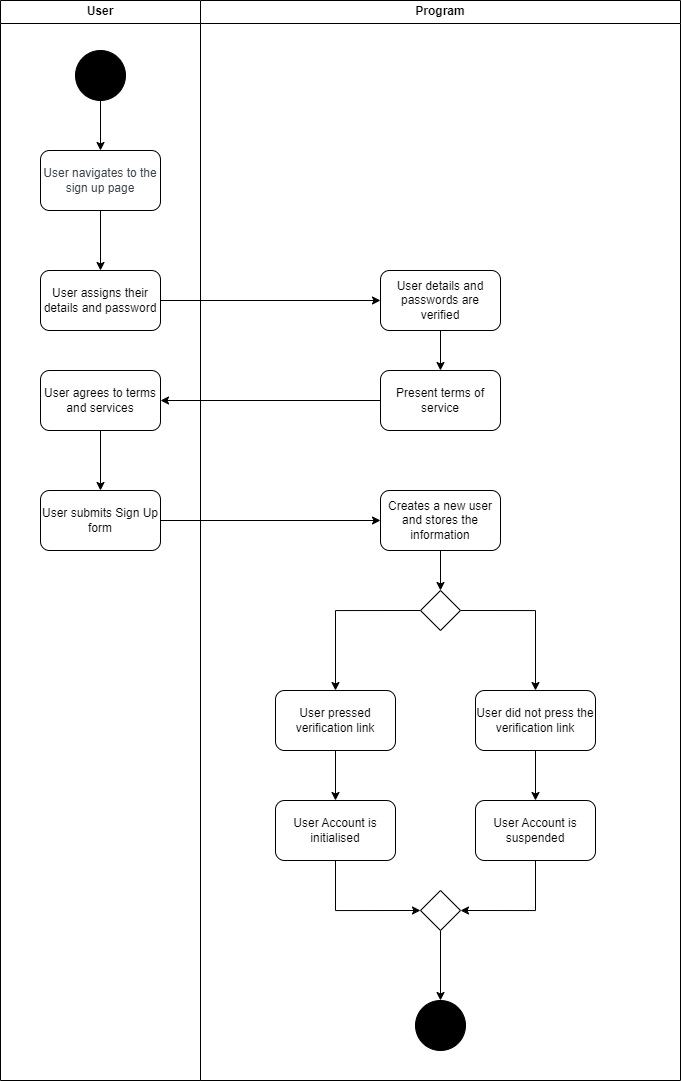 User
Program
User navigates to the
sign up page
User assigns their
details and password
User details and
passwords are
verified
User agrees to terms
and services
Present terms of
service
User submits Sign Up
form
Creates a new user
and stores the
information
User pressed
verification link
User did not press the
verification link
User Account is
initialised
User Account is
suspended